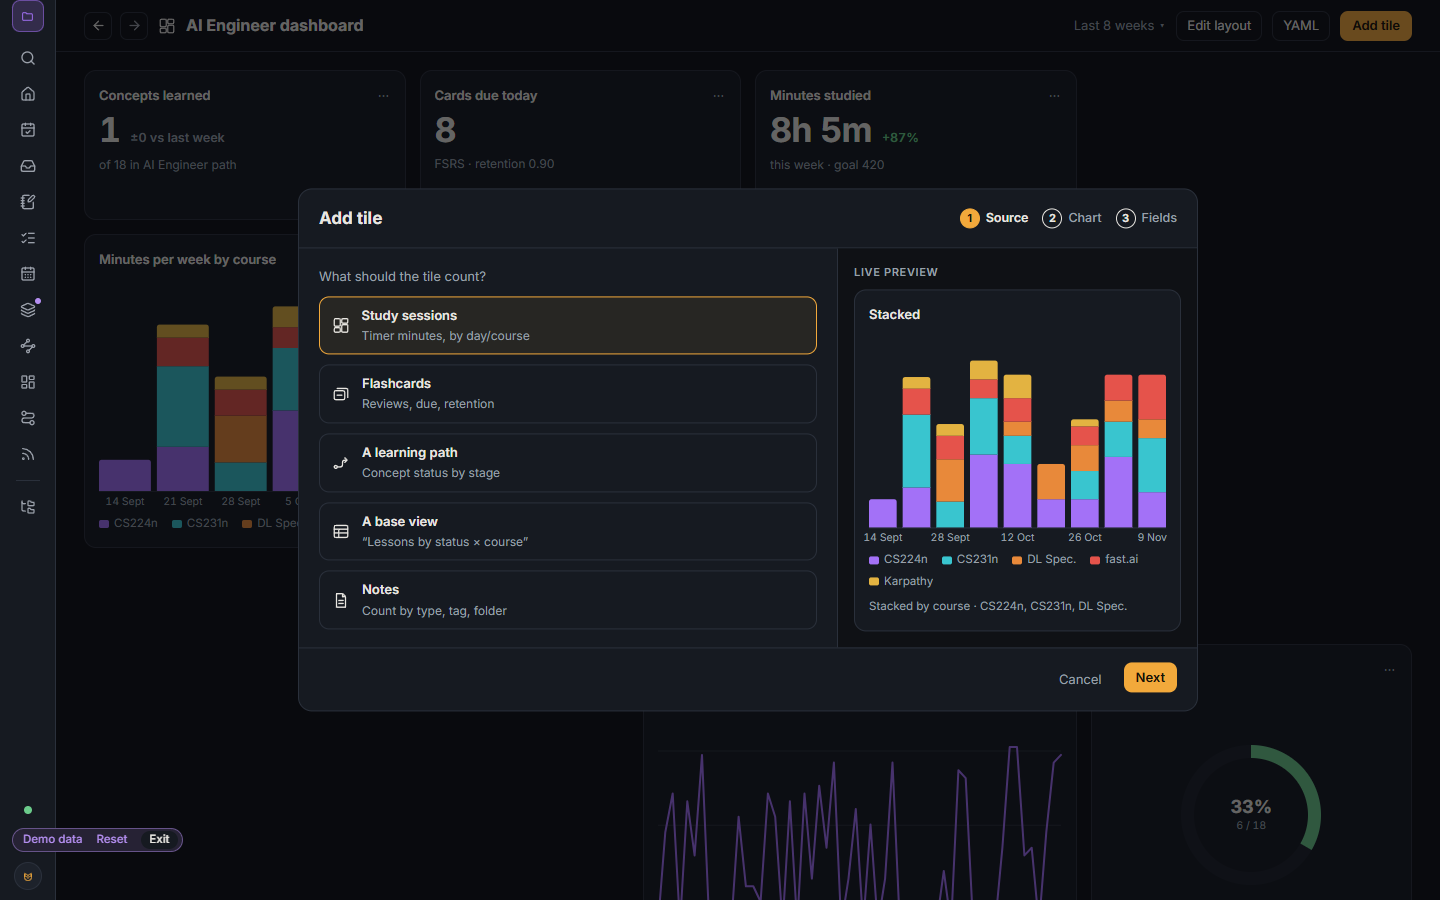 AI Engineer dashboard
Last 8 weeks
Edit layout
YAML
Add tile
Concepts learned
1 ±0 vs last week
of 18 in AI Engineer path
Cards due today
8
FSRS · retention 0.90
Minutes studied
8h 5m +87%
this week · goal 420
Minutes per week by course
14 Sept 21 Sept 28 Sept 5 O
CS224n CS231n DL Spec
Add tile
1 Source 2 Chart 3 Fields
What should the tile count?
Study sessions
Timer minutes, by day/course
Flashcards
Reviews, due, retention
A learning path
Concept status by stage
A base view
“Lessons by status × course”
Notes
Count by type, tag, folder
LIVE PREVIEW
Stacked
14 Sept 28 Sept 12 Oct 26 Oct 9 Nov
CS224n CS231n DL Spec. fast.ai
Karpathy
Stacked by course · CS224n, CS231n, DL Spec.
Cancel
Next
33%
6 / 18
Demo data Reset Exit